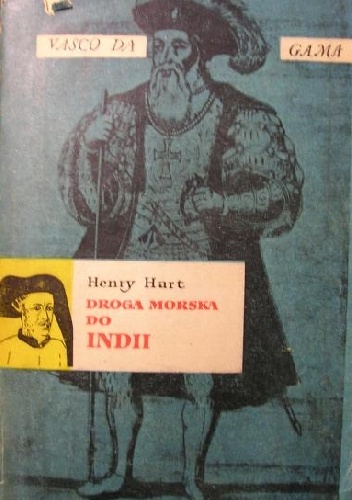 VASCO DA GAMA
Henry Hart
DROGA MORSKA
DO
INDII